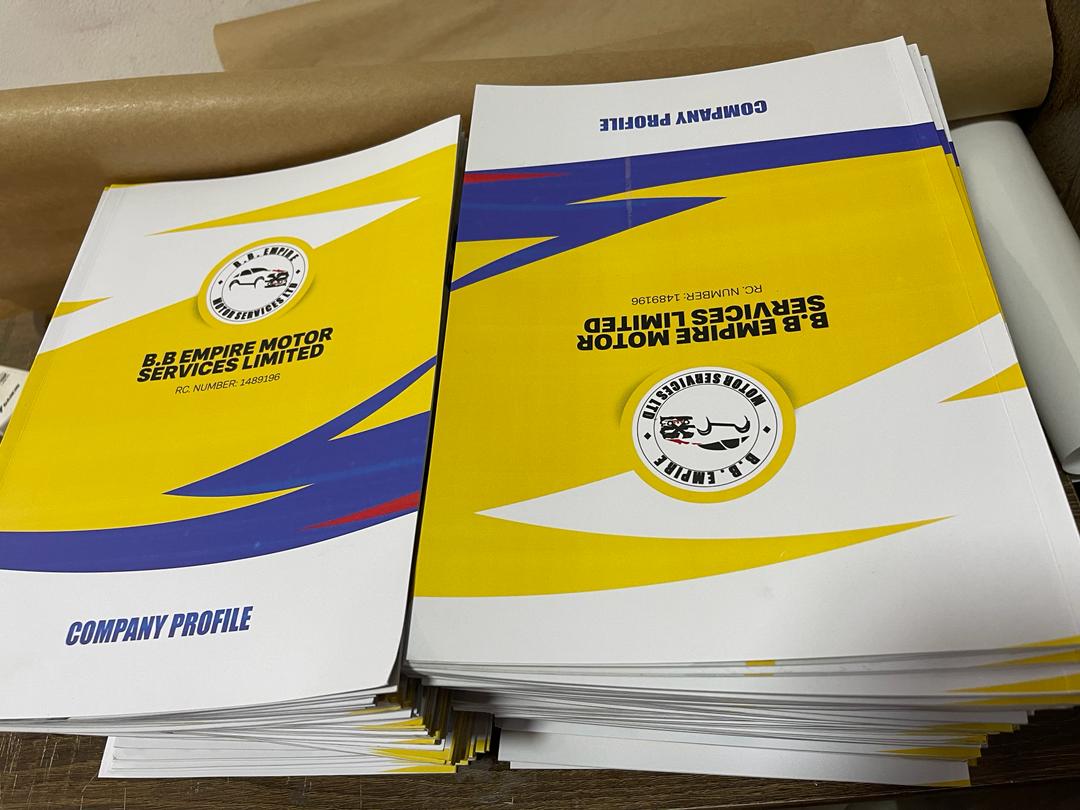 B.B. EMPIRE
MOTOR SERVICES LTD
B.B EMPIRE MOTOR
SERVICES LIMITED
RC. NUMBER: 1489196
COMPANY PROFILE
B.B. EMPIRE
MOTOR SERVICES LTD
B.B EMPIRE MOTOR
SERVICES LIMITED
RC. NUMBER: 1489196
COMPANY PROFILE